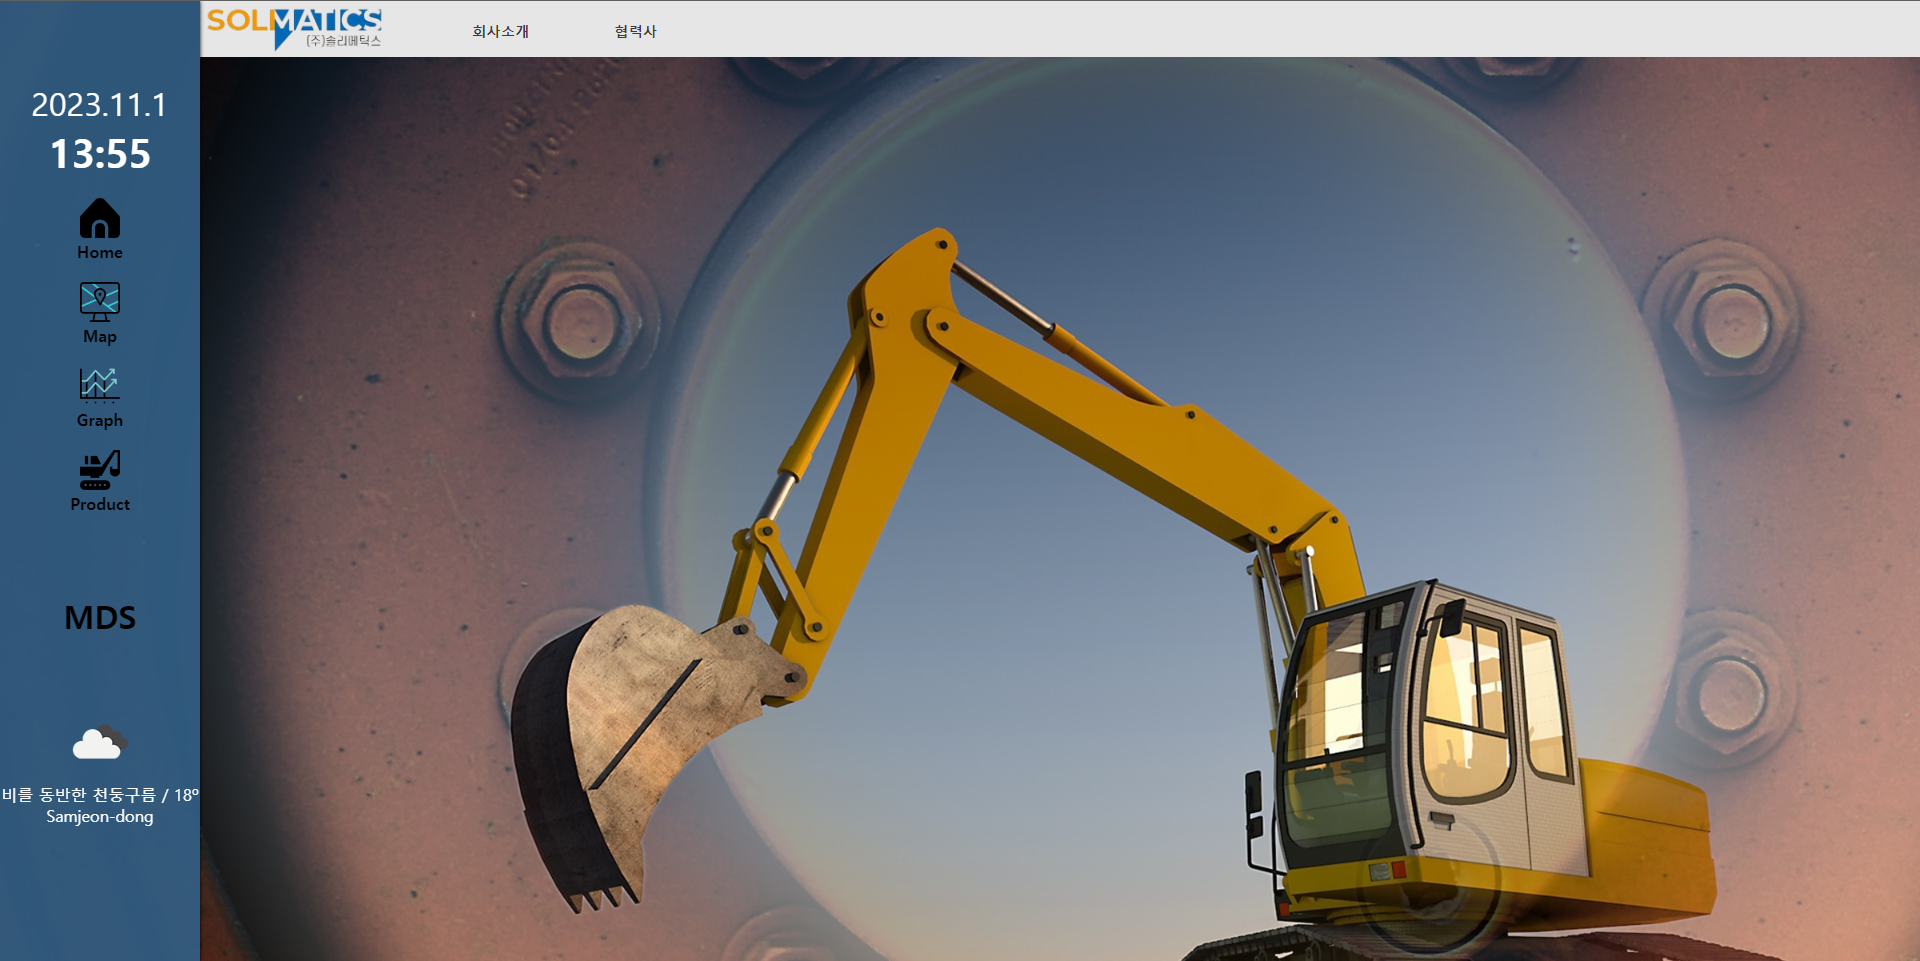 SOLMATICS
(주)솔리매틱스
회사소개
협력사
2023.11.1
13:55
Home
Map
Graph
Product
MDS
비를 동반한 천둥구름 / 18º
Samjeon-dong